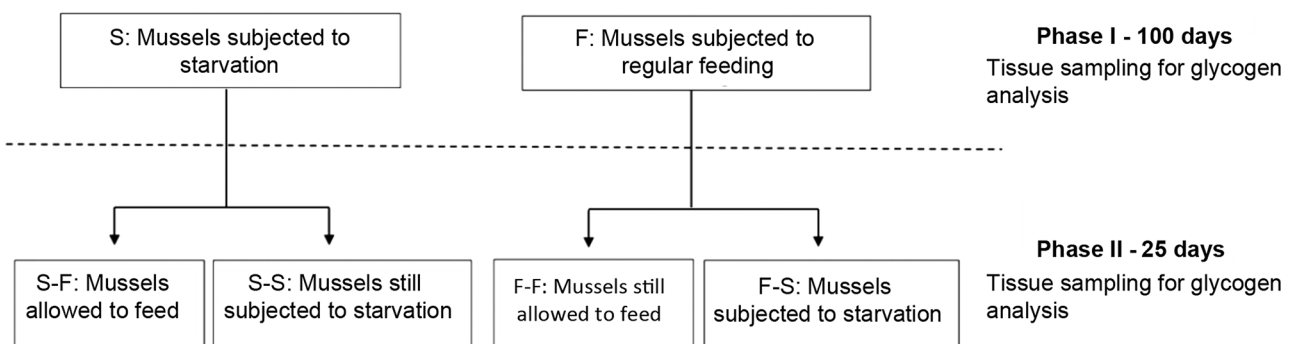 S: Mussels subjected to
starvation
F: Mussels subjected to
regular feeding
Phase I - 100 days
Tissue sampling for glycogen
analysis
S-F: Mussels
allowed to feed
S-S: Mussels still
subjected to starvation
F-F: Mussels still
allowed to feed
F-S: Mussels
subjected to starvation
Phase II - 25 days
Tissue sampling for glycogen
analysis